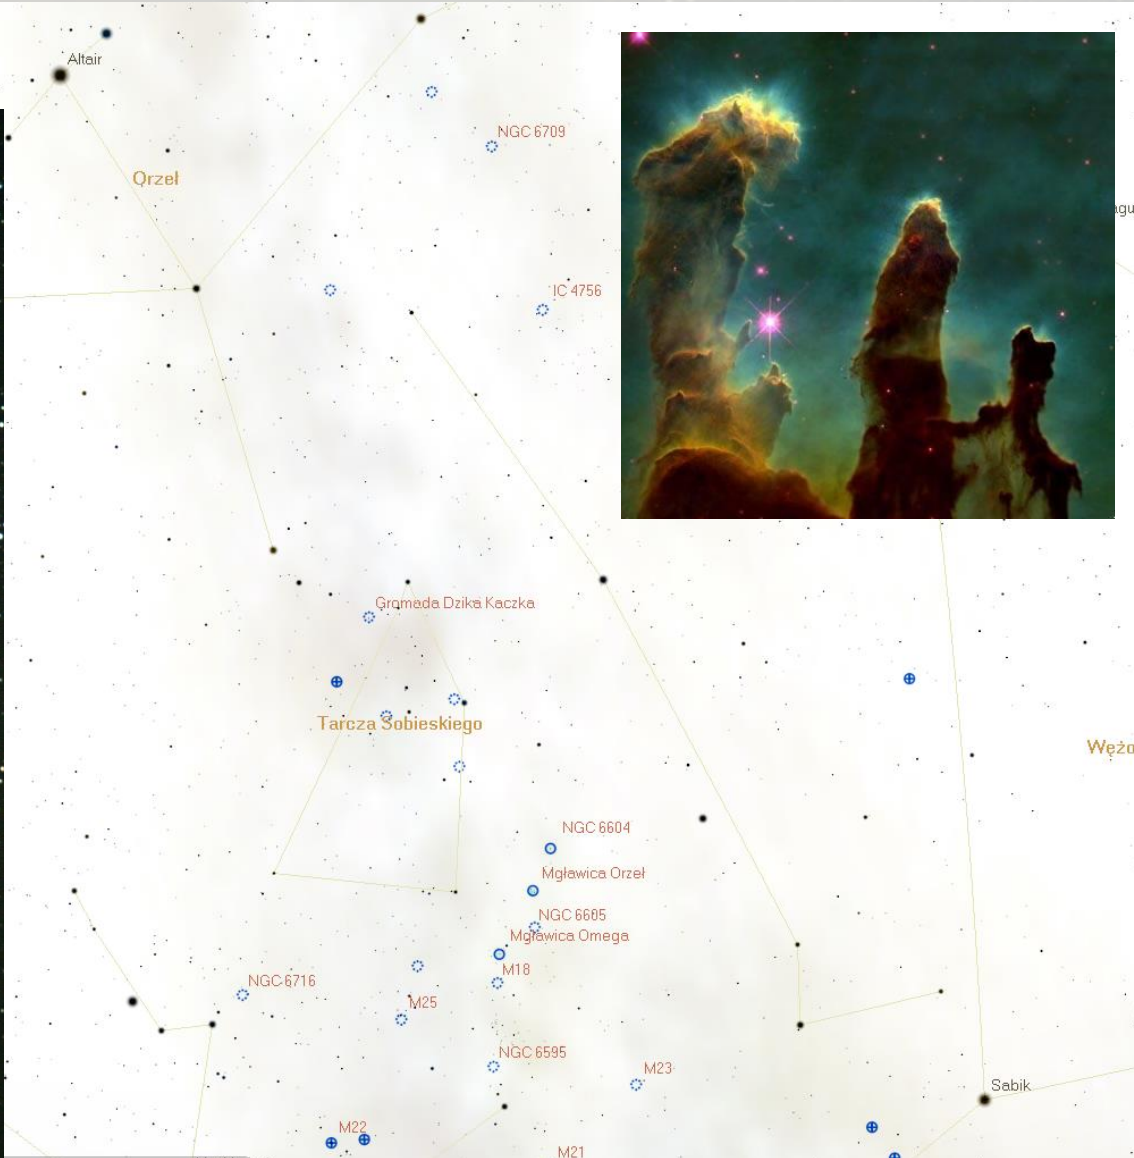 Altair
NGC 6709
Orzeł
IC 4756
Gromada Dzika Kaczka
Tarcza Sobieskiego
NGC 6604
Mgławica Orzeł
NGC 6605
Mgławica Omega
M18
NGC 6716
M25
NGC 6595
M23
Sabik
M22
M21